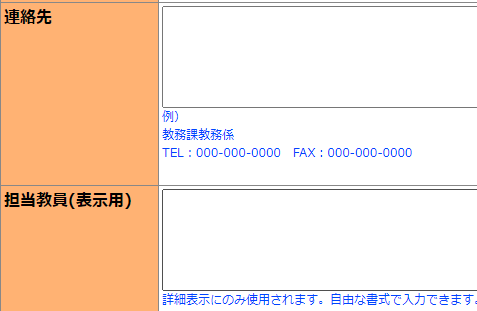 連絡先
例)
教務課教務係
TEL：000-000-0000　FAX：000-000-0000
担当教員(表示用)
詳細表示にのみ使用されます。自由な書式で入力できます。